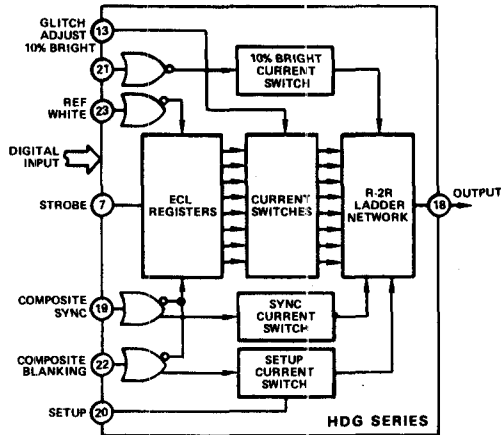 GLITCH
ADJUST
10% BRIGHT
13
21
10% BRIGHT
CURRENT
SWITCH
REF
WHITE
23
DIGITAL
INPUT
ECL
REGISTERS
CURRENT
SWITCHES
R-2R
LADDER
NETWORK
18
OUTPUT
STROBE
7
COMPOSITE
SYNC
19
SYNC
CURRENT
SWITCH
COMPOSITE
BLANKING
22
SETUP
CURRENT
SWITCH
SETUP
20
HDG SERIES